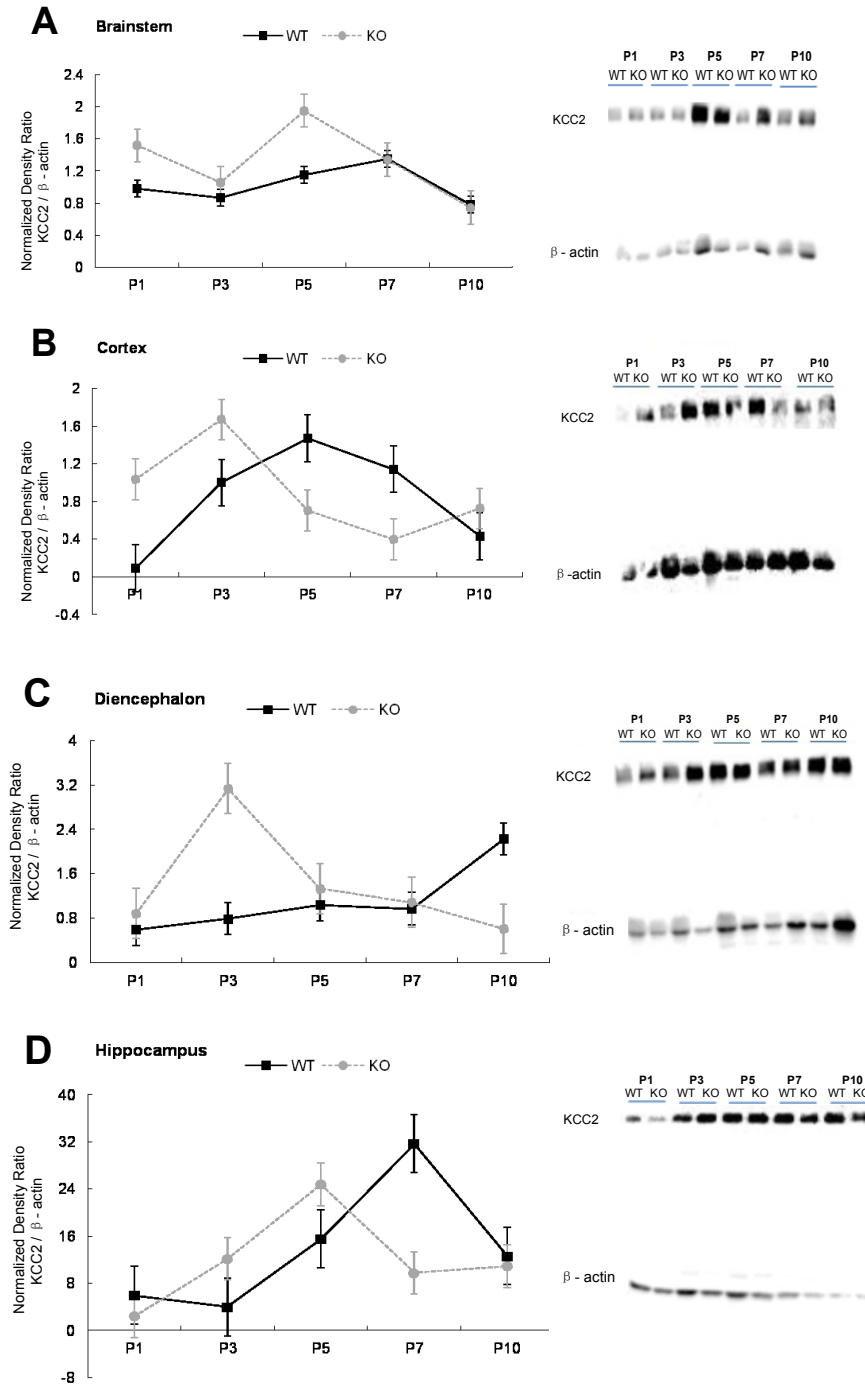 A
Brainstem
WT KO
Normalized Density Ratio
KCC2 / β - actin
2.4
2
1.6
1.2
0.8
0.4
0
P1 P3 P5 P7 P10
P1 P3 P5 P7 P10
WT KO WT KO WT KO WT KO WT KO
KCC2
β - actin
B
Cortex
WT KO
Normalized Density Ratio
KCC2 / β - actin
2
1.6
1.2
0.8
0.4
0
-0.4
P1 P3 P5 P7 P10
P1 P3 P5 P7 P10
WT KO WT KO WT KO WT KO WT KO
KCC2
β -actin
C
Diencephalon
WT KO
Normalized Density Ratio
KCC2 / β - actin
4
3.2
2.4
1.6
0.8
0
P1 P3 P5 P7 P10
P1 P3 P5 P7 P10
WT KO WT KO WT KO WT KO WT KO
KCC2
β - actin
D
Hippocampus
WT KO
Normalized Density Ratio
KCC2 / β - actin
40
32
24
16
8
0
-8
P1 P3 P5 P7 P10
P1 P3 P5 P7 P10
WT KO WT KO WT KO WT KO WT KO
KCC2
β - actin